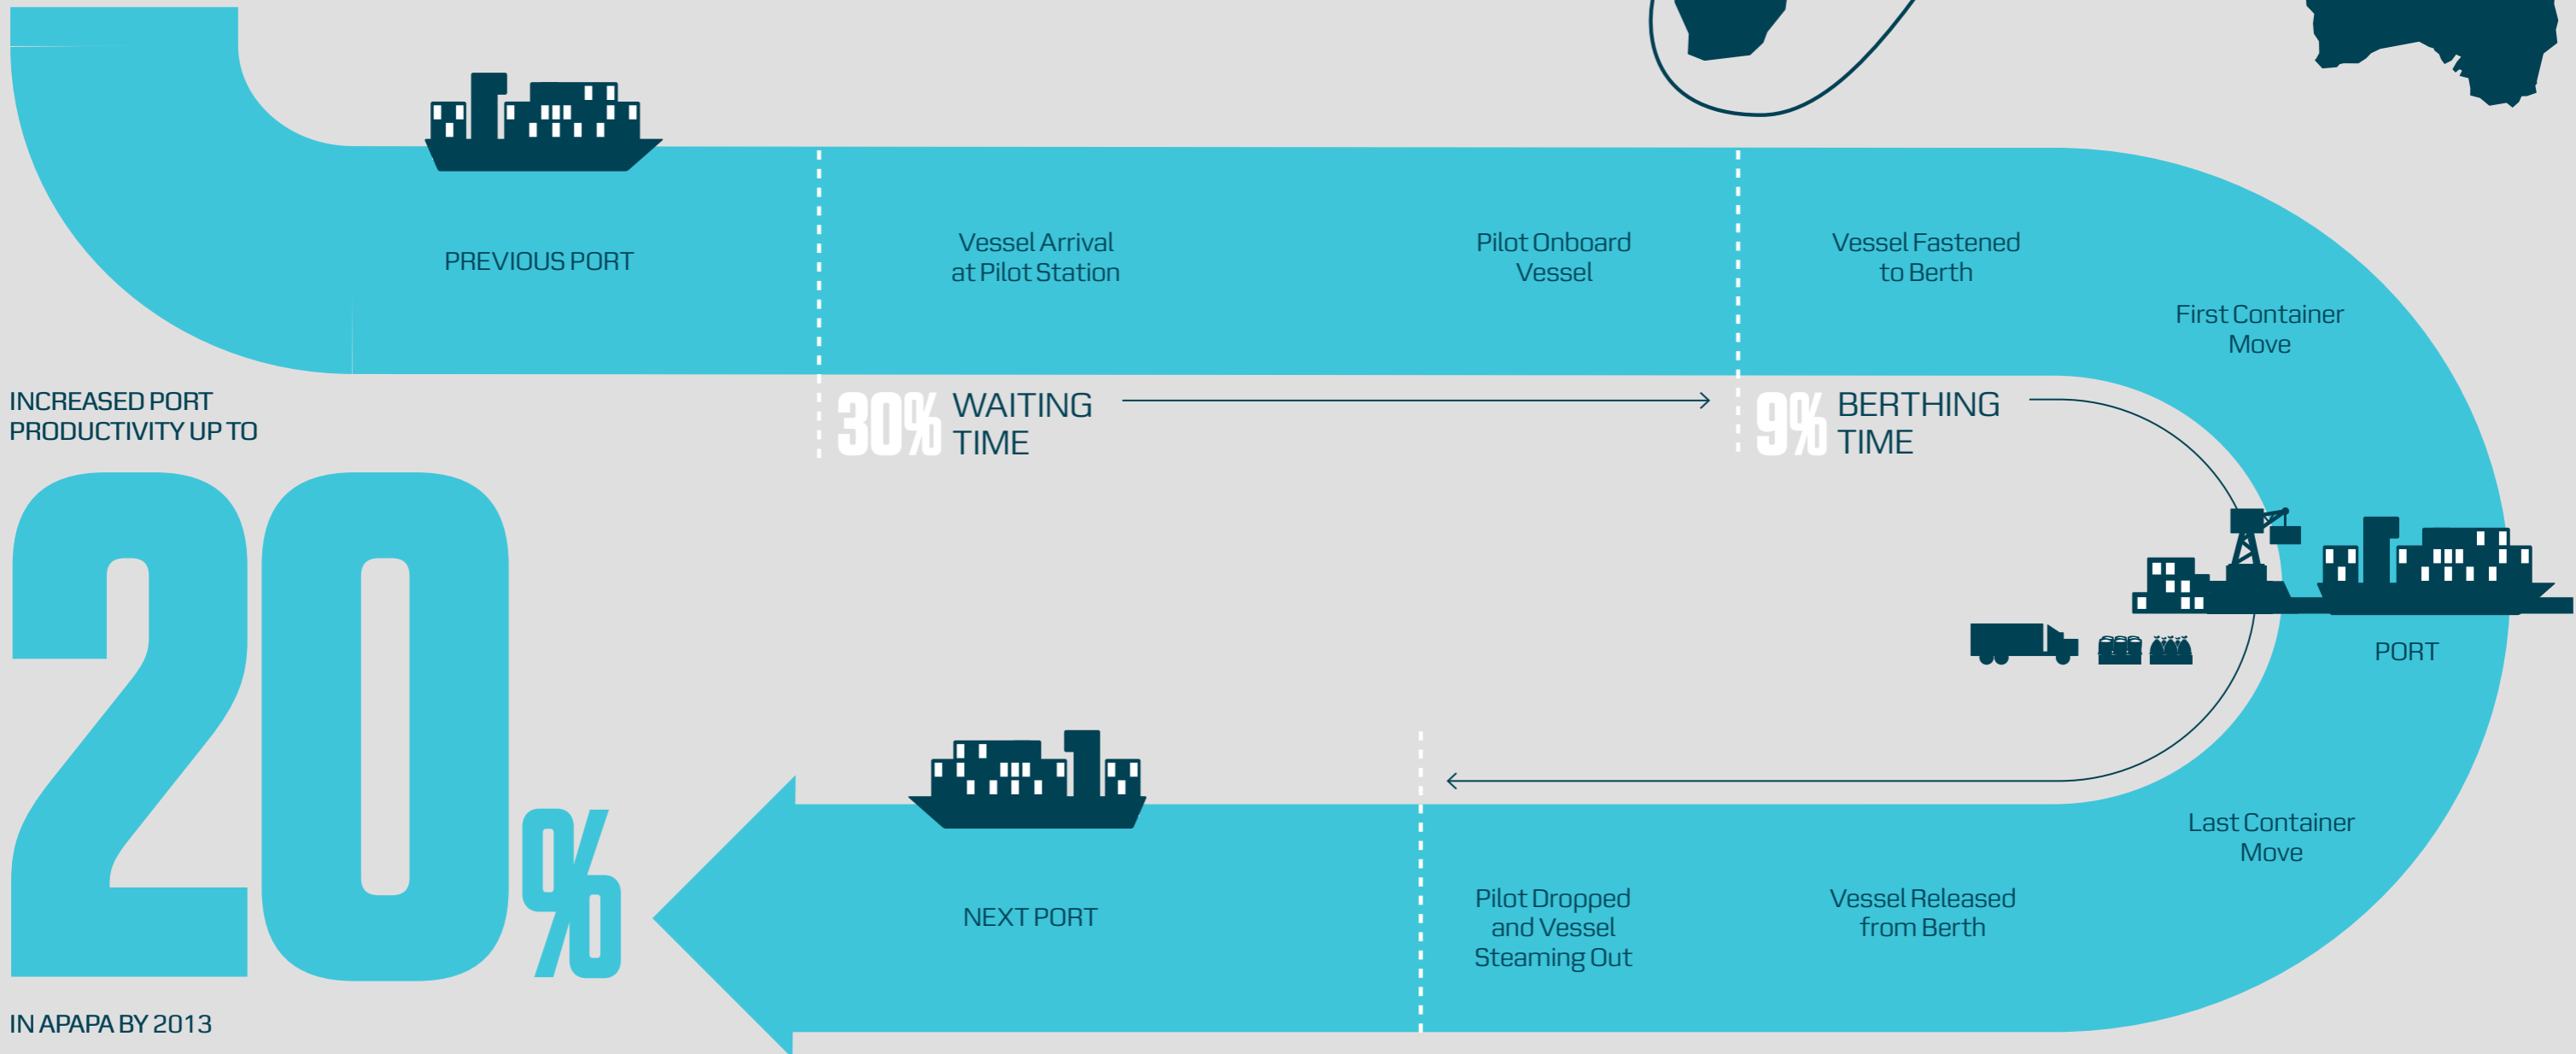 PREVIOUS PORT
Vessel Arrival
at Pilot Station
Pilot Onboard
Vessel
Vessel Fastened
to Berth
First Container
Move
30% WAITING
TIME
9% BERTHING
TIME
INCREASED PORT
PRODUCTIVITY UP TO
20%
IN APAPA BY 2013
PORT
Last Container
Move
Vessel Released
from Berth
Pilot Dropped
and Vessel
Steaming Out
NEXT PORT